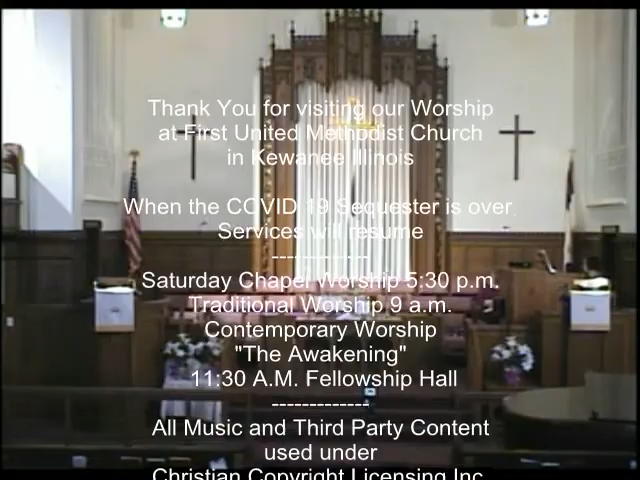 Thank You for visiting our Worship
at First United Methodist Church
in Kewanee Illinois
When the COVID 19 Sequester is over
Services will resume
-------------
Saturday Chapel Worship 5:30 p.m.
Traditional Worship 9 a.m.
Contemporary Worship
"The Awakening"
11:30 A.M. Fellowship Hall
-------------
All Music and Third Party Content
used under
Christian Copyright Licensing Inc